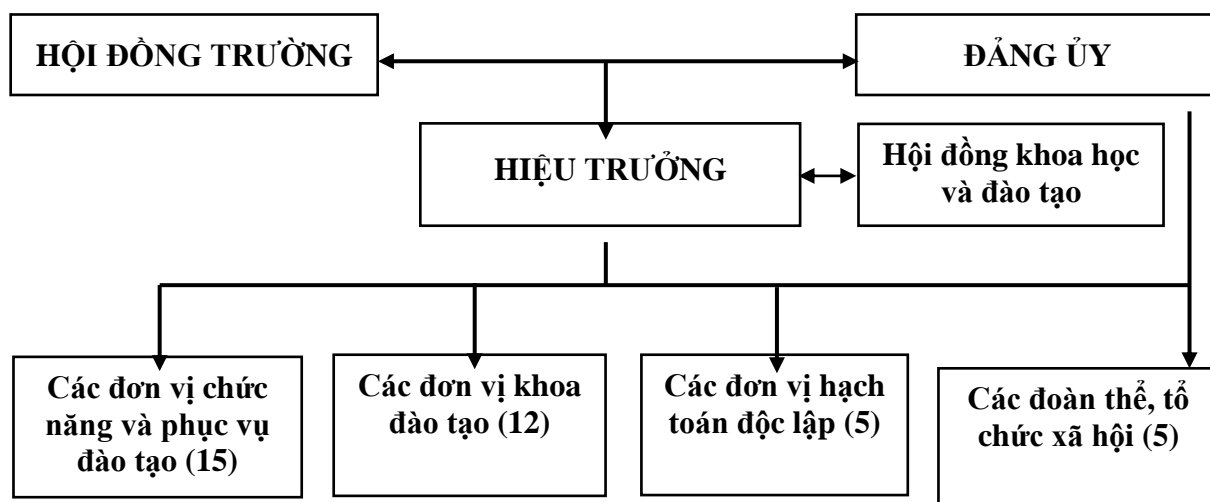 HỘI ĐỒNG TRƯỜNG
ĐẢNG ỦY
HIỆU TRƯỞNG
Hội đồng khoa học
và đào tạo
Các đơn vị chức
năng và phục vụ
đào tạo (15)
Các đơn vị khoa
đào tạo (12)
Các đơn vị hạch
toán độc lập (5)
Các đoàn thể, tổ
chức xã hội (5)